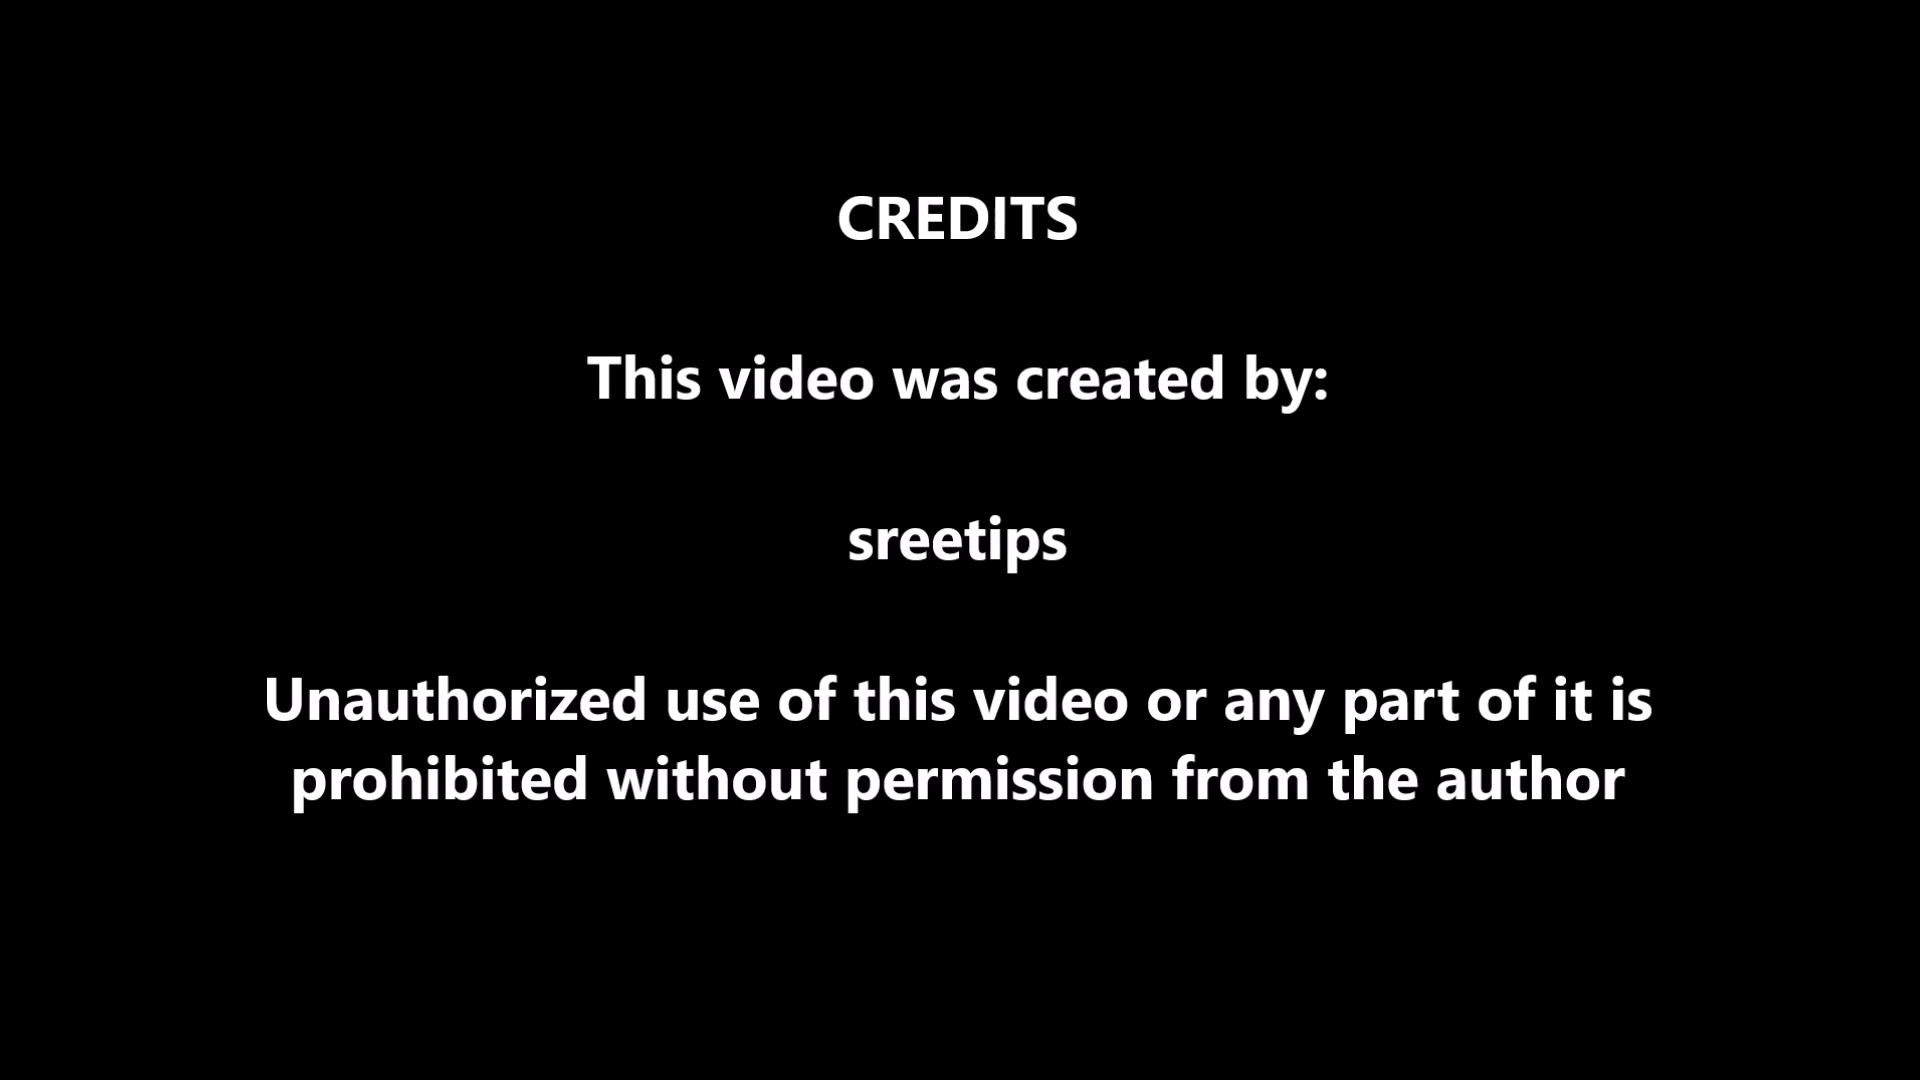 CREDITS
This video was created by:
sreetips
Unauthorized use of this video or any part of it is
prohibited without permission from the author